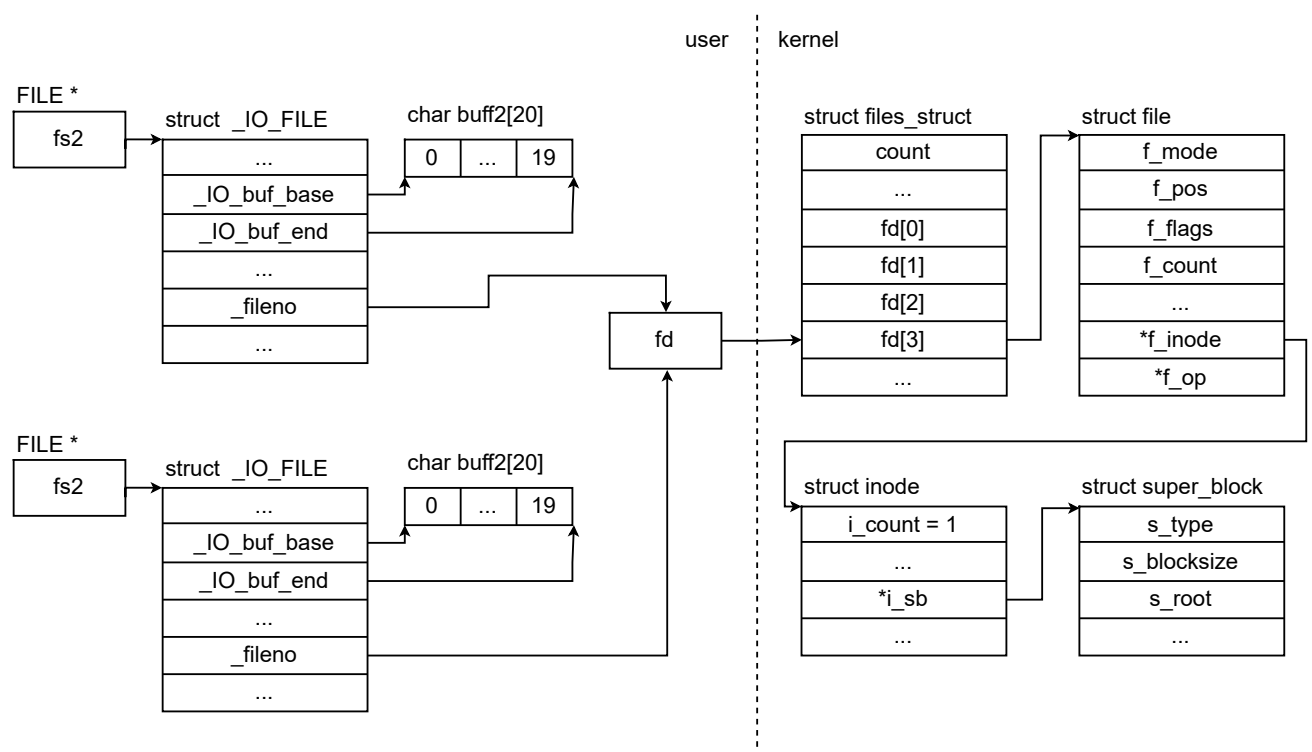 user
kernel
FILE *
fs2
struct _IO_FILE
...
_IO_buf_base
_IO_buf_end
...
_fileno
...
char buff2[20]
0 ... 19
fd
FILE *
fs2
struct _IO_FILE
...
_IO_buf_base
_IO_buf_end
...
_fileno
...
char buff2[20]
0 ... 19
struct files_struct
count
...
fd[0]
fd[1]
fd[2]
fd[3]
...
struct file
f_mode
f_pos
f_flags
f_count
...
*f_inode
*f_op
struct inode
i_count = 1
...
*i_sb
...
struct super_block
s_type
s_blocksize
s_root
...